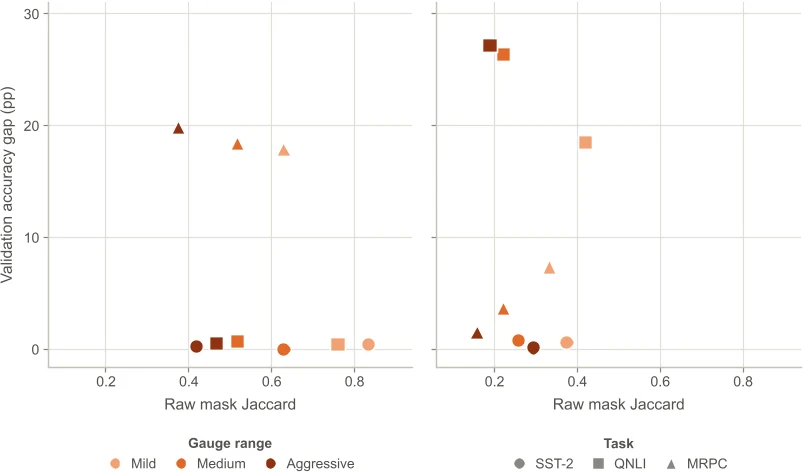 Validation accuracy gap (pp)
30
20
10
0
0.2 0.4 0.6 0.8
Raw mask Jaccard
0.2 0.4 0.6 0.8
Raw mask Jaccard
Gauge range
Mild Medium Aggressive
Task
SST-2 QNLI MRPC